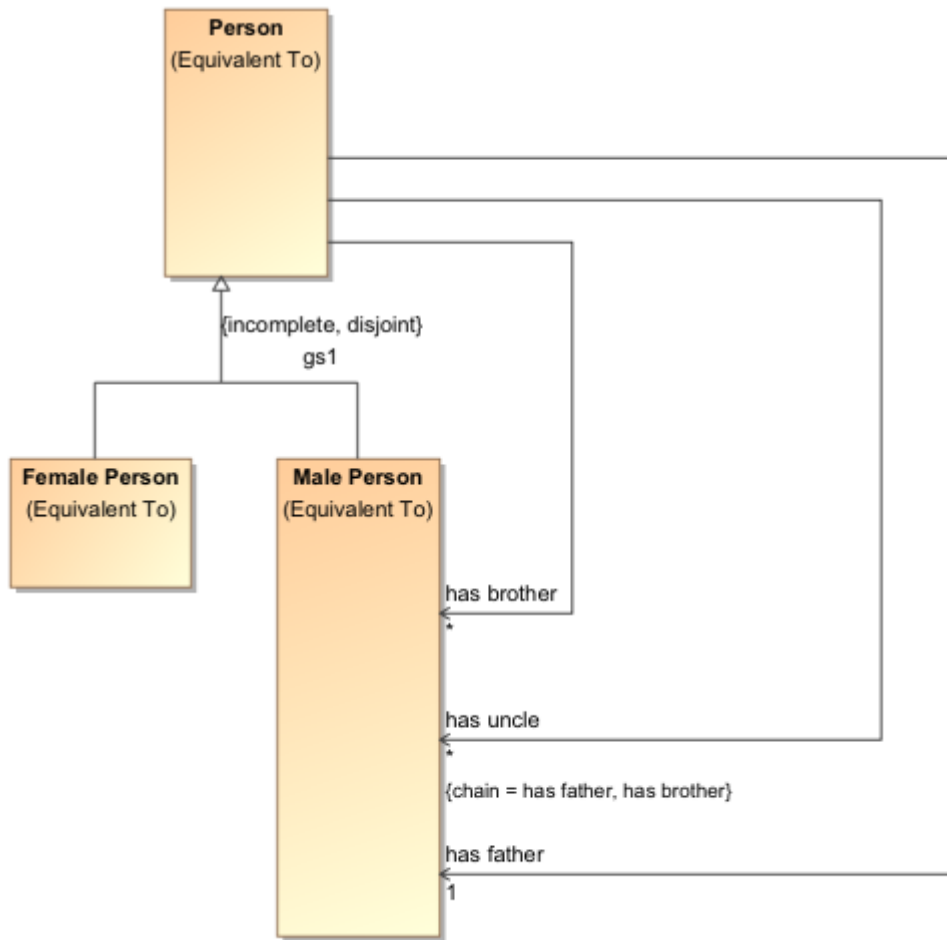 Person
(Equivalent To)
{incomplete, disjoint}
gs1
Female Person
(Equivalent To)
Male Person
(Equivalent To)
has brother
*
has uncle
*
{chain = has father, has brother}
has father
1